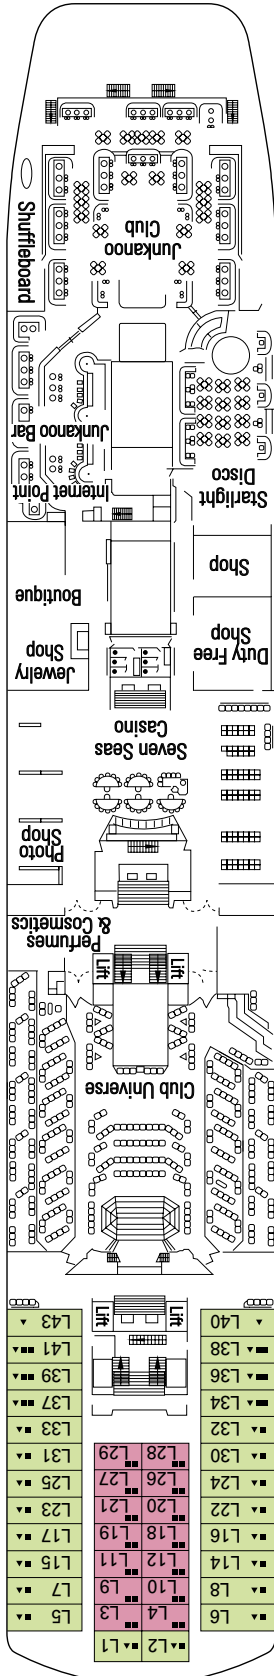 L2
L1
L6
L4
L3
L5
L8
L10
L9
L7
L14
L12
L11
L15
L16
L18
L19
L17
L22
L20
L21
L23
L24
L26
L27
L25
L30
L28
L29
L31
L32
L33
L34
L37
L36
L39
L38
L41
L40
L43
Lift
Lift
Club Universe
Lift
Lift
Perfumes
& Cosmetics
Photo
Shop
Seven Seas
Casino
Duty Free
Shop
Jewelry
Shop
Boutique
Shop
Starlight
Disco
Internet Point
Junkanoo Bar
Junkanoo
Club
Shuffleboard